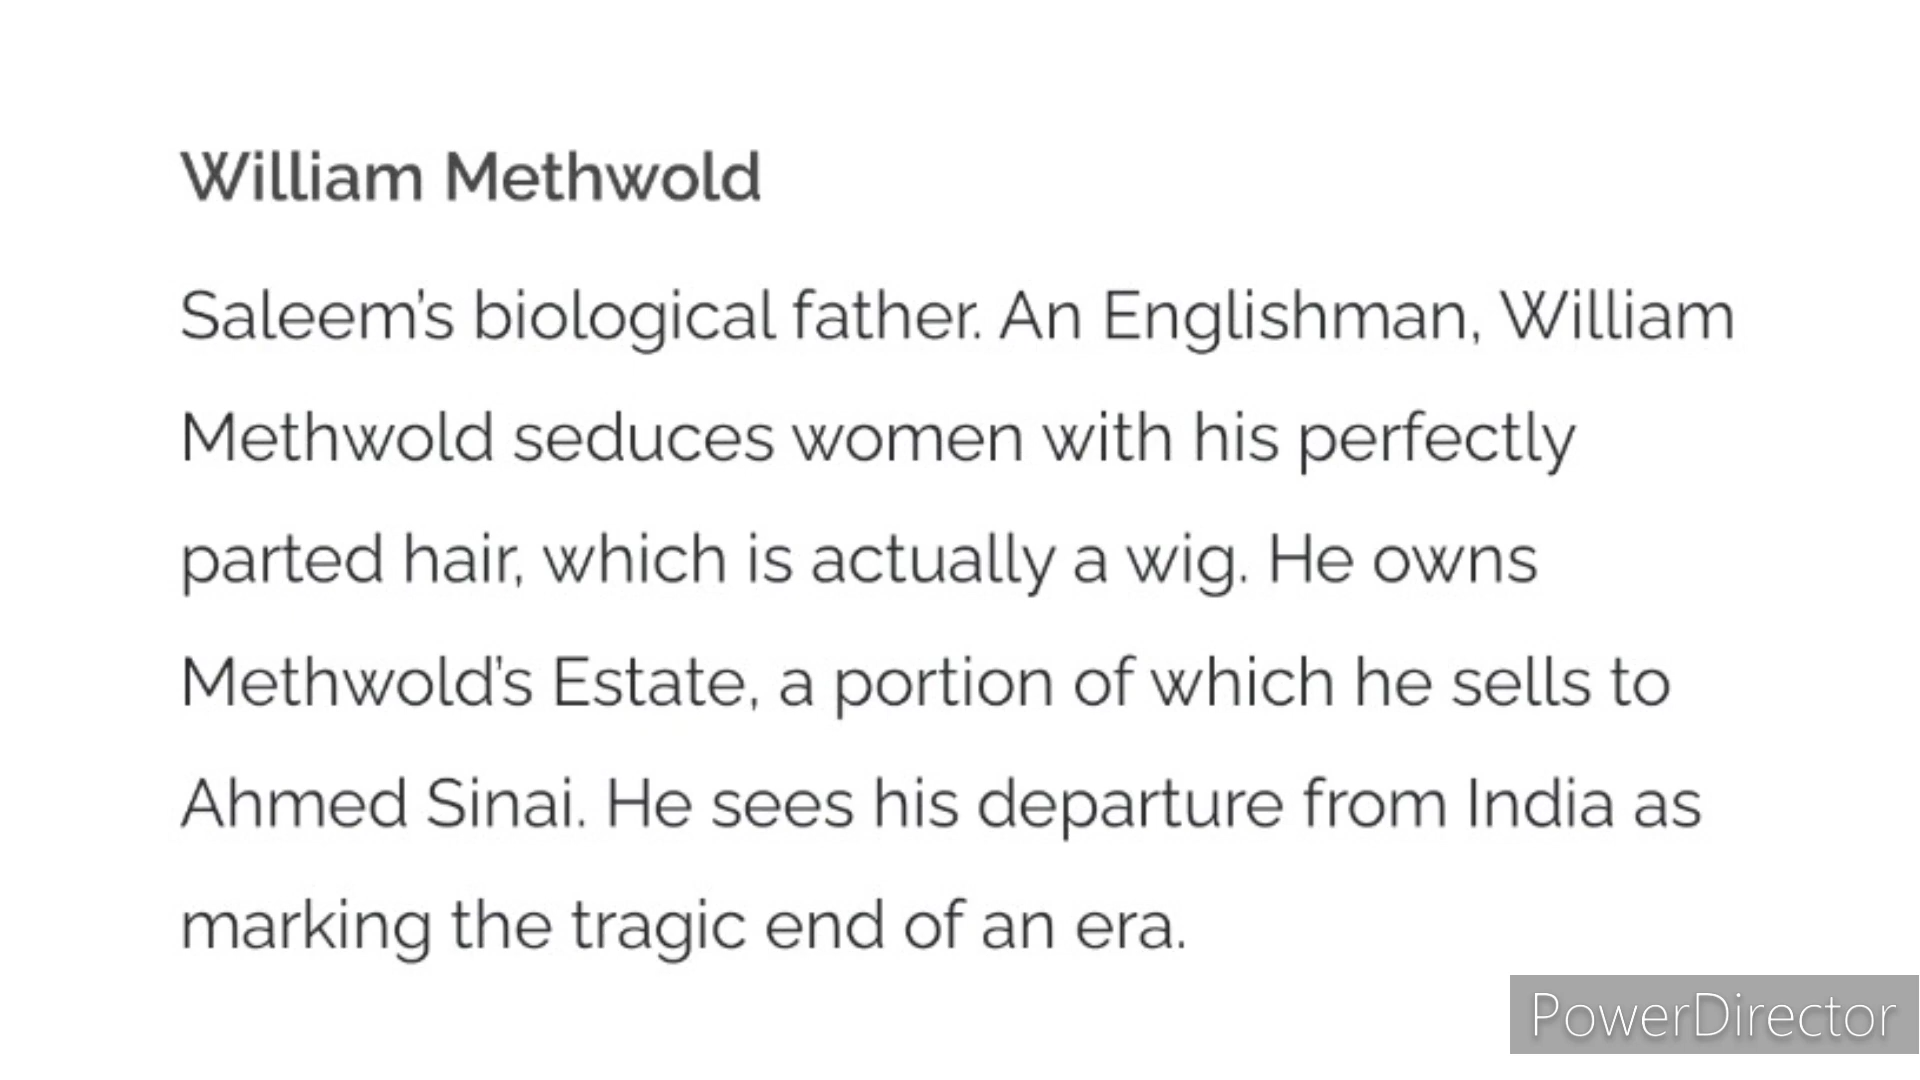 William Methwold
Saleem's biological father. An Englishman, William
Methwold seduces women with his perfectly
parted hair, which is actually a wig. He owns
Methwold's Estate, a portion of which he sells to
Ahmed Sinai. He sees his departure from India as
marking the tragic end of an era.
PowerDirector